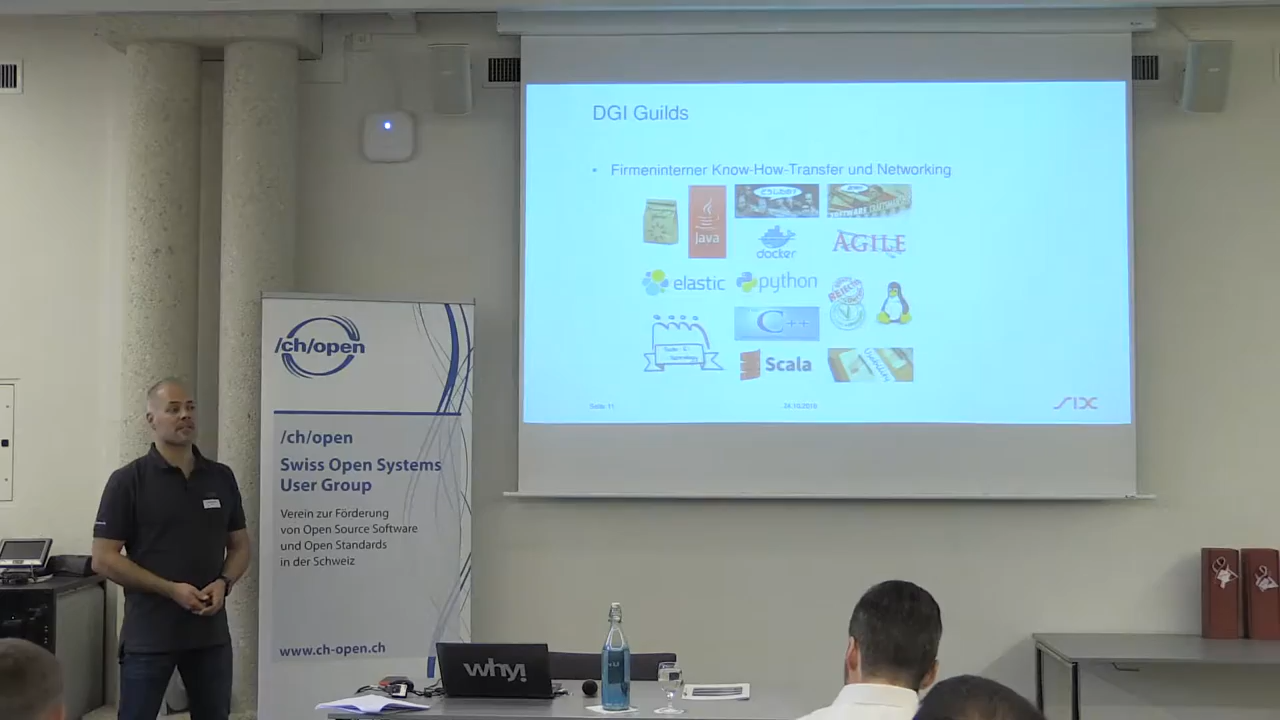 DGI Guilds
• Firmeninterner Know-How-Transfer und Networking
Java
docker
AGILE
elastic
python
C++
Scala
Seite 11
SIX
/ch/open
/ch/open
Swiss Open Systems
User Group
Verein zur Förderung
von Open Source Software
und Open Standards
in der Schweiz
www.ch-open.ch
why!